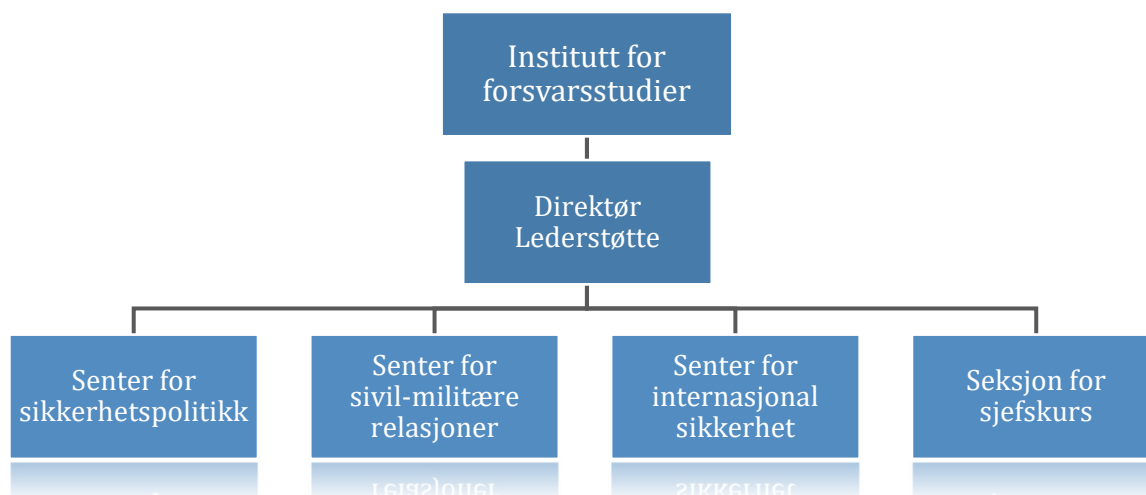 Institutt for
forsvarsstudier
Direktør
Lederstøtte
Senter for
sikkerhetspolitikk
Senter for
sivil-militære
relasjoner
Senter for
internasjonal
sikkerhet
Seksjon for
sjefskurs